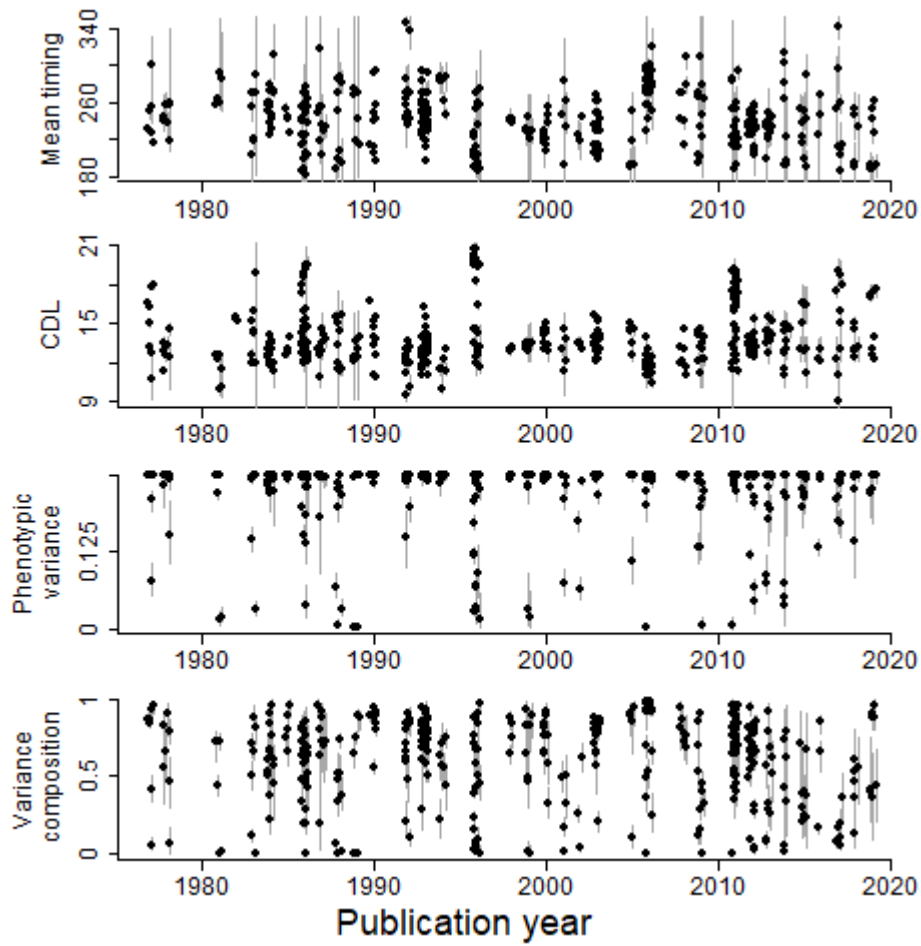 Mean timing
340
260
180
1980 1990 2000 2010 2020
CDL
21
15
9
1980 1990 2000 2010 2020
Phenotypic
variance
0.125
0
1980 1990 2000 2010 2020
Variance
composition
1
0.5
0
1980 1990 2000 2010 2020
Publication year